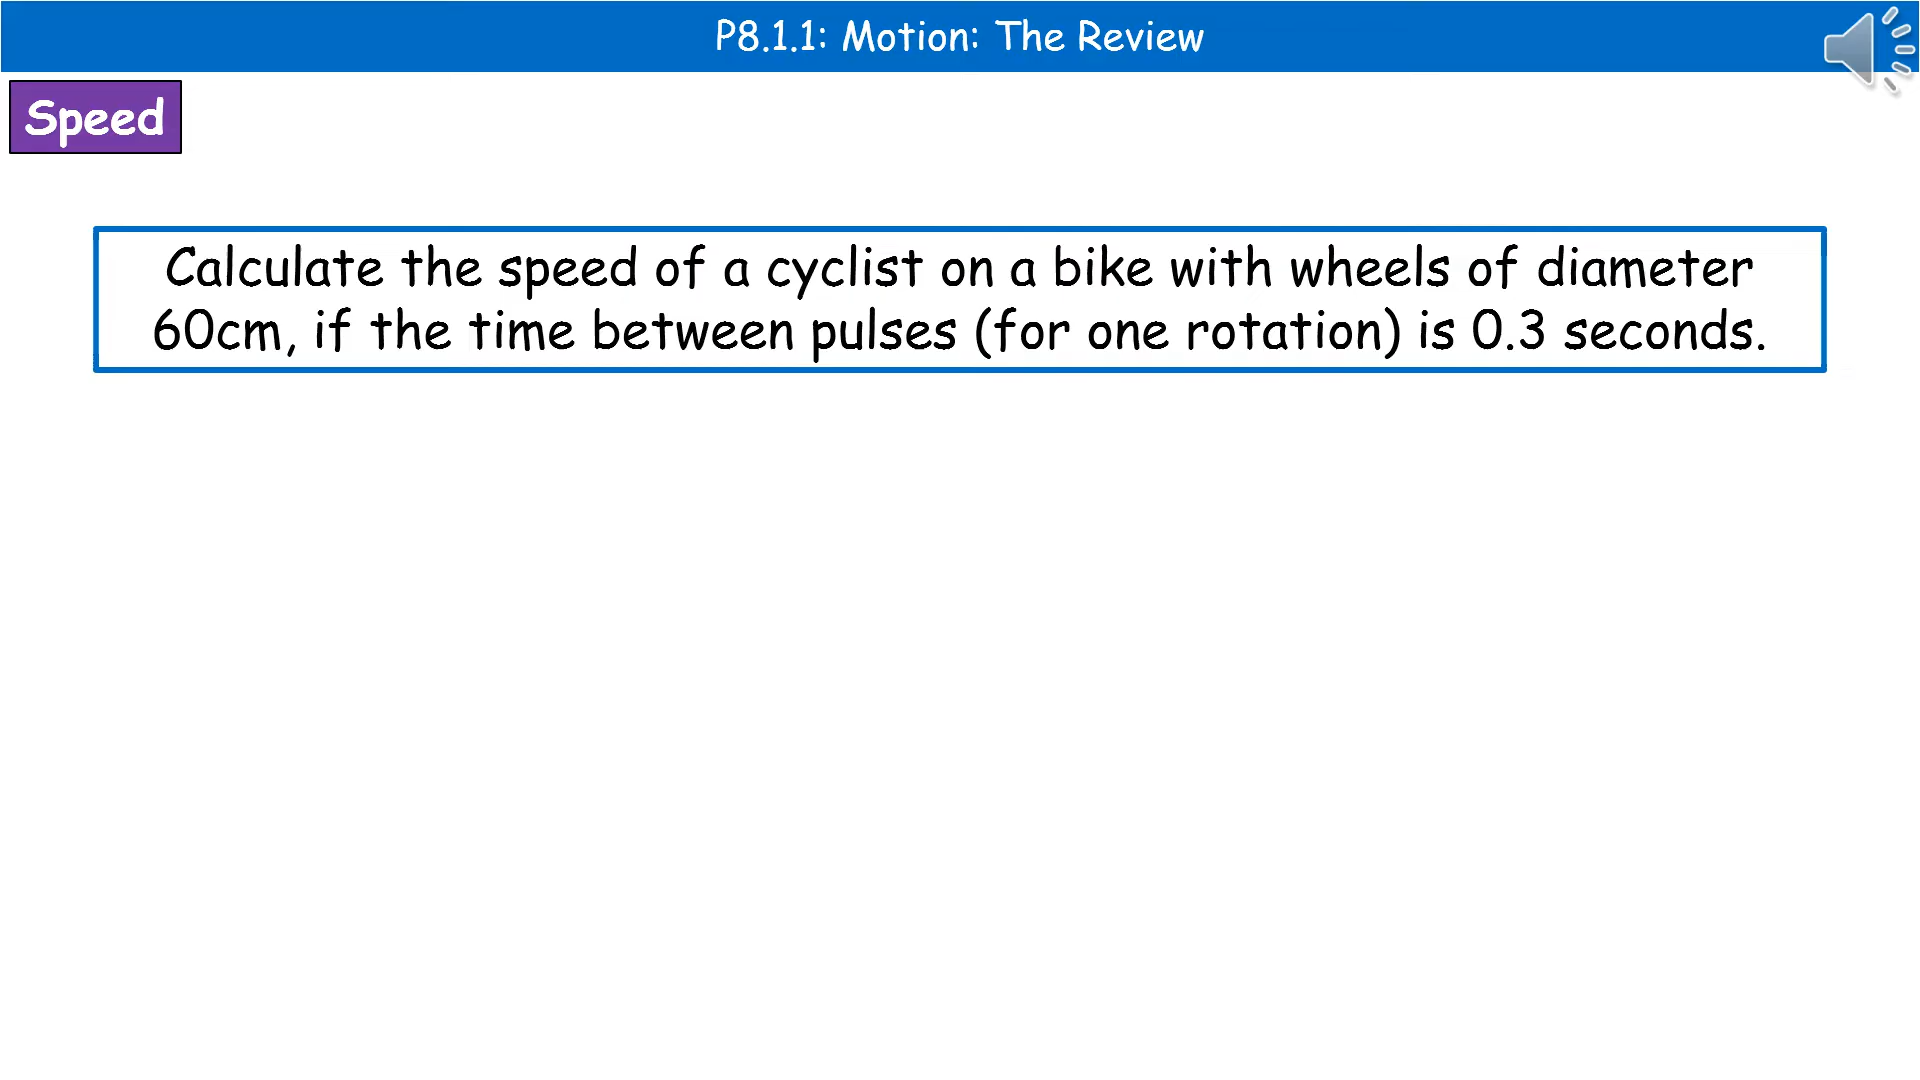 P8.1.1: Motion: The Review
Speed
Calculate the speed of a cyclist on a bike with wheels of diameter
60cm, if the time between pulses (for one rotation) is 0.3 seconds.